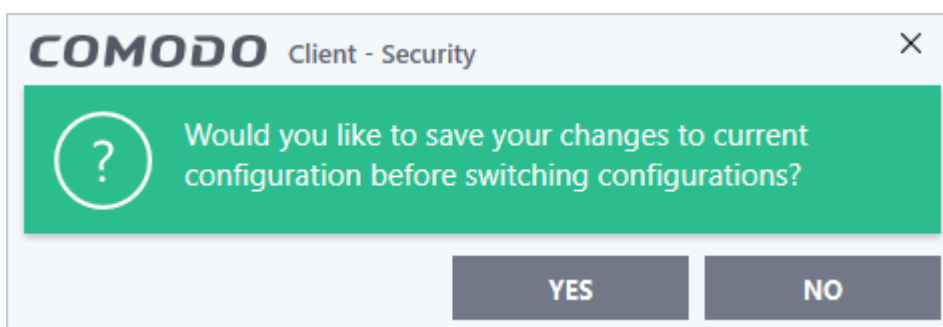 COMODO Client - Security
Would you like to save your changes to current
configuration before switching configurations?
YES NO